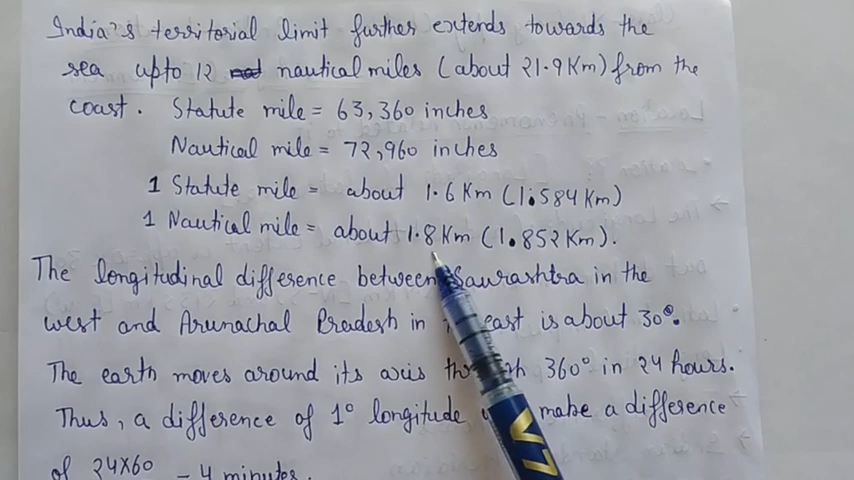 India's territorial limit further extends towards the
sea upto 12 nautical miles (about 21.9 Km) from the
coast. Statute mile = 63,360 inches
Nautical mile = 72,960 inches
1 Statute mile = about 1.6 Km (1.584 Km)
1 Nautical mile = about 1.8 Km (1.852 Km).
The longitudinal difference between Saurashtra in the
west and Arunachal Pradesh in east is about 30°.
The earth moves around its axis 360° in 24 hours.
Thus, a difference of 1° longitude make a difference
of 24X60 = 4 minutes.
V7